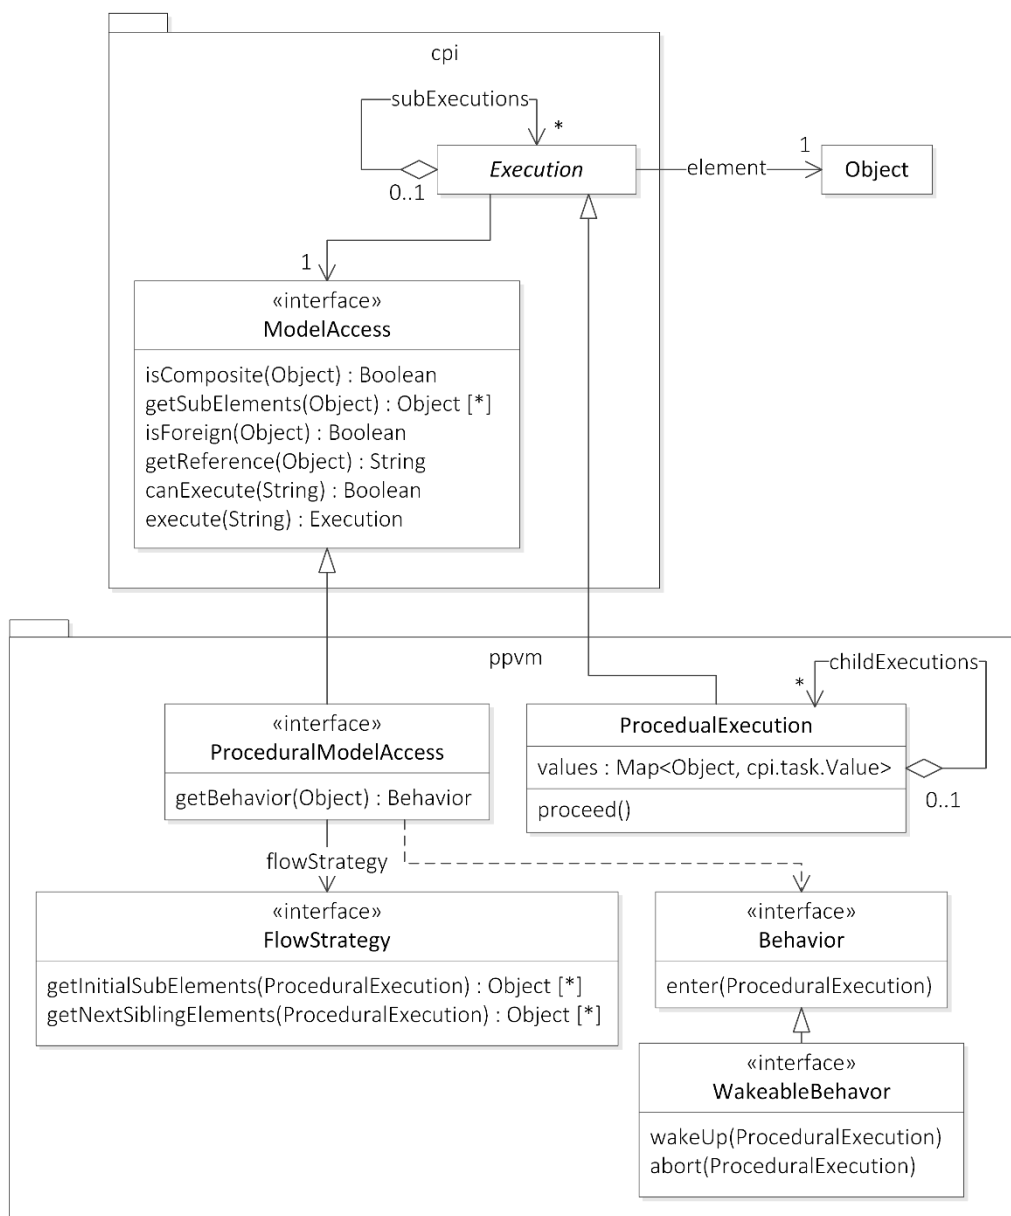 cpi
subExecutions
*
Execution
0..1
element
1
Object
1
«interface»
ModelAccess
isComposite(Object) : Boolean
getSubElements(Object) : Object [*]
isForeign(Object) : Boolean
getReference(Object) : String
canExecute(String) : Boolean
execute(String) : Execution
ppvm
childExecutions
*
«interface»
ProceduralModelAccess
getBehavior(Object) : Behavior
ProcedualExecution
values : Map<Object, cpi.task.Value>
proceed()
0..1
flowStrategy
«interface»
FlowStrategy
getInitialSubElements(ProceduralExecution) : Object [*]
getNextSiblingElements(ProceduralExecution) : Object [*]
«interface»
Behavior
enter(ProceduralExecution)
«interface»
WakeableBehavor
wakeUp(ProceduralExecution)
abort(ProceduralExecution)